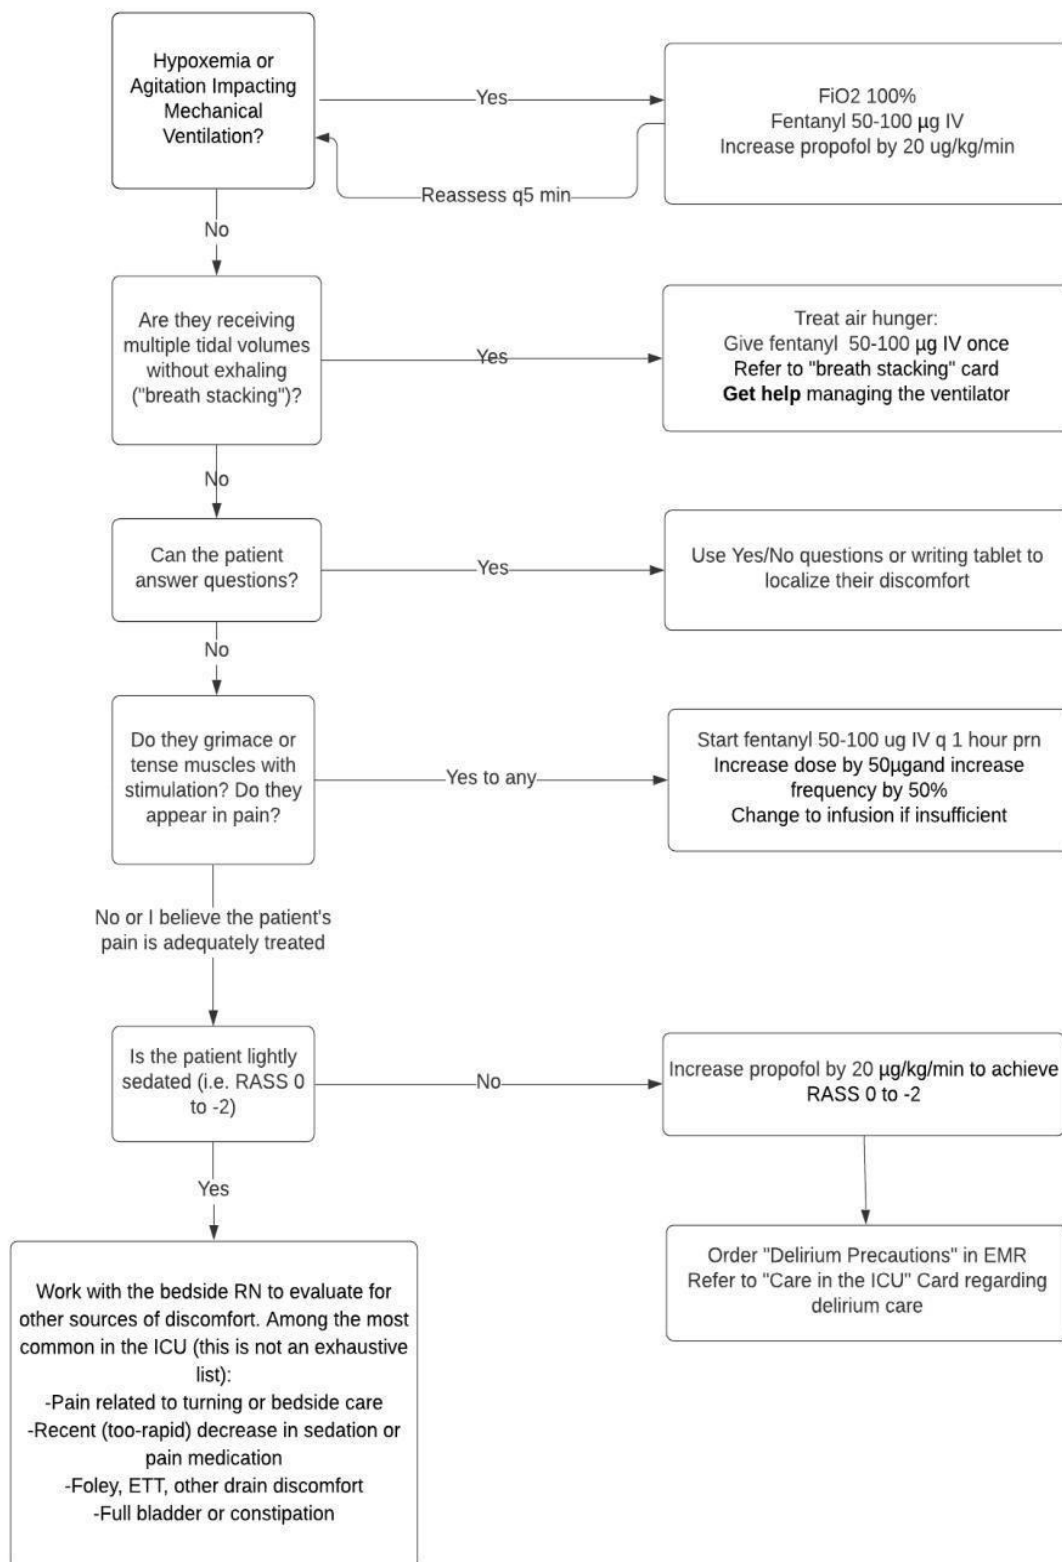 Hypoxemia or
Agitation Impacting
Mechanical
Ventilation?
Yes
FiO2 100%
Fentanyl 50-100 µg IV
Increase propofol by 20 ug/kg/min
Reassess q5 min
No
Are they receiving
multiple tidal volumes
without exhaling
("breath stacking")?
Yes
Treat air hunger:
Give fentanyl  50-100 µg IV once
Refer to "breath stacking" card
Get help managing the ventilator
No
Can the patient
answer questions?
Yes
Use Yes/No questions or writing tablet to
localize their discomfort
No
Do they grimace or
tense muscles with
stimulation? Do they
appear in pain?
Yes to any
Start fentanyl 50-100 ug IV q 1 hour prn
Increase dose by 50µgand increase
frequency by 50%
Change to infusion if insufficient
No or I believe the patient's
pain is adequately treated
Is the patient lightly
sedated (i.e. RASS 0
to -2)
No
Increase propofol by 20 µg/kg/min to achieve
RASS 0 to -2
Yes
Order "Delirium Precautions" in EMR
Refer to "Care in the ICU" Card regarding
delirium care
Work with the bedside RN to evaluate for
other sources of discomfort. Among the most
common in the ICU (this is not an exhaustive
list):
-Pain related to turning or bedside care
-Recent (too-rapid) decrease in sedation or
pain medication
-Foley, ETT, other drain discomfort
-Full bladder or constipation